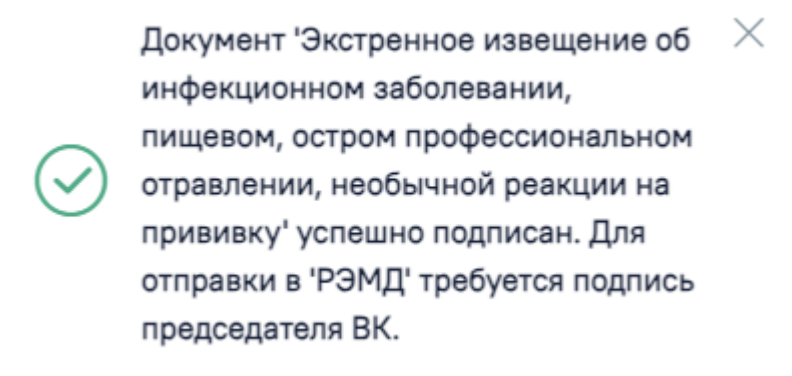 Документ 'Экстренное извещение об
инфекционном заболевании,
пищевом, остром профессиональном
отравлении, необычной реакции на
прививку' успешно подписан. Для
отправки в 'РЭМД' требуется подпись
председателя ВК.